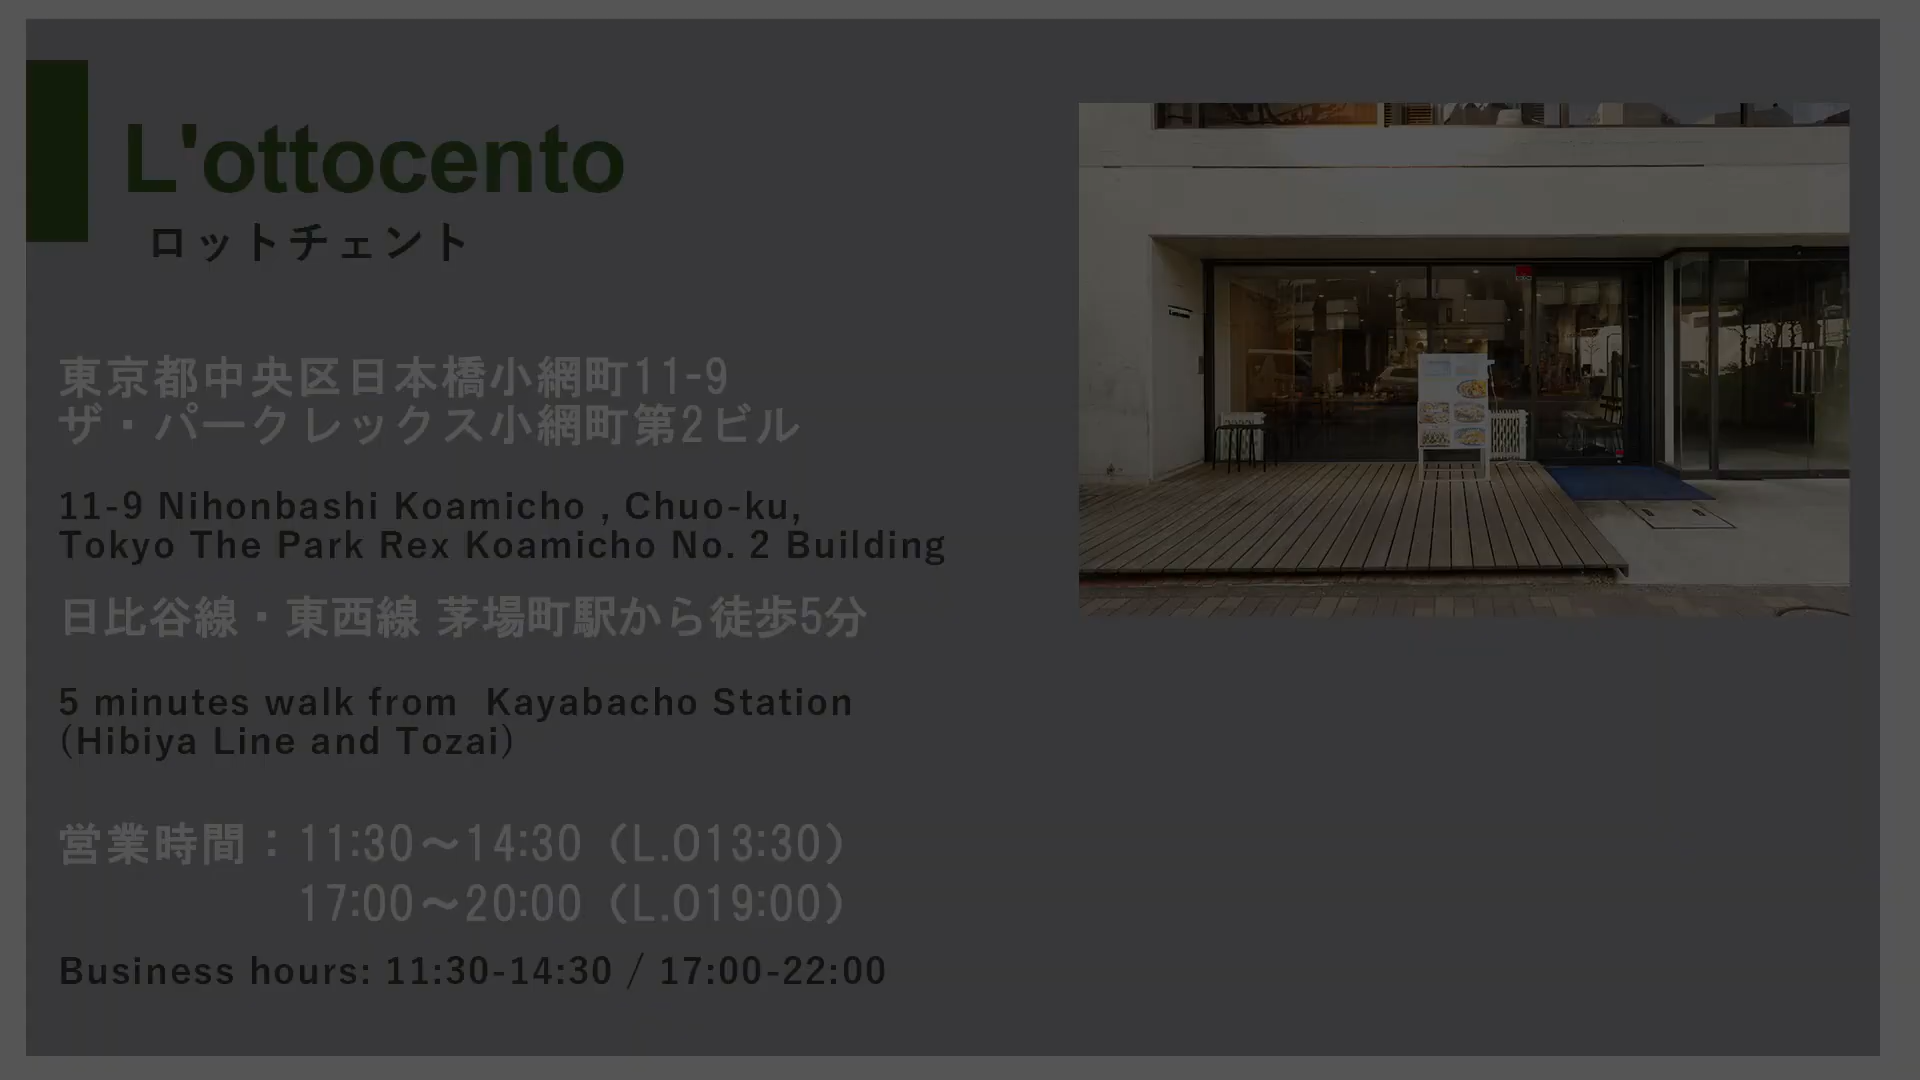 L'ottocento
ロットチェント
東京都中央区日本橋小網町11-9
ザ・パークレックス小網町第2ビル
11-9 Nihonbashi Koamicho , Chuo-ku,
Tokyo The Park Rex Koamicho No. 2 Building
日比谷線・東西線 茅場町駅から徒歩5分
5 minutes walk from  Kayabacho Station
(Hibiya Line and Tozai)
営業時間：11:30～14:30（L.O13:30）
17:00～20:00（L.O19:00）
Business hours: 11:30-14:30 / 17:00-22:00